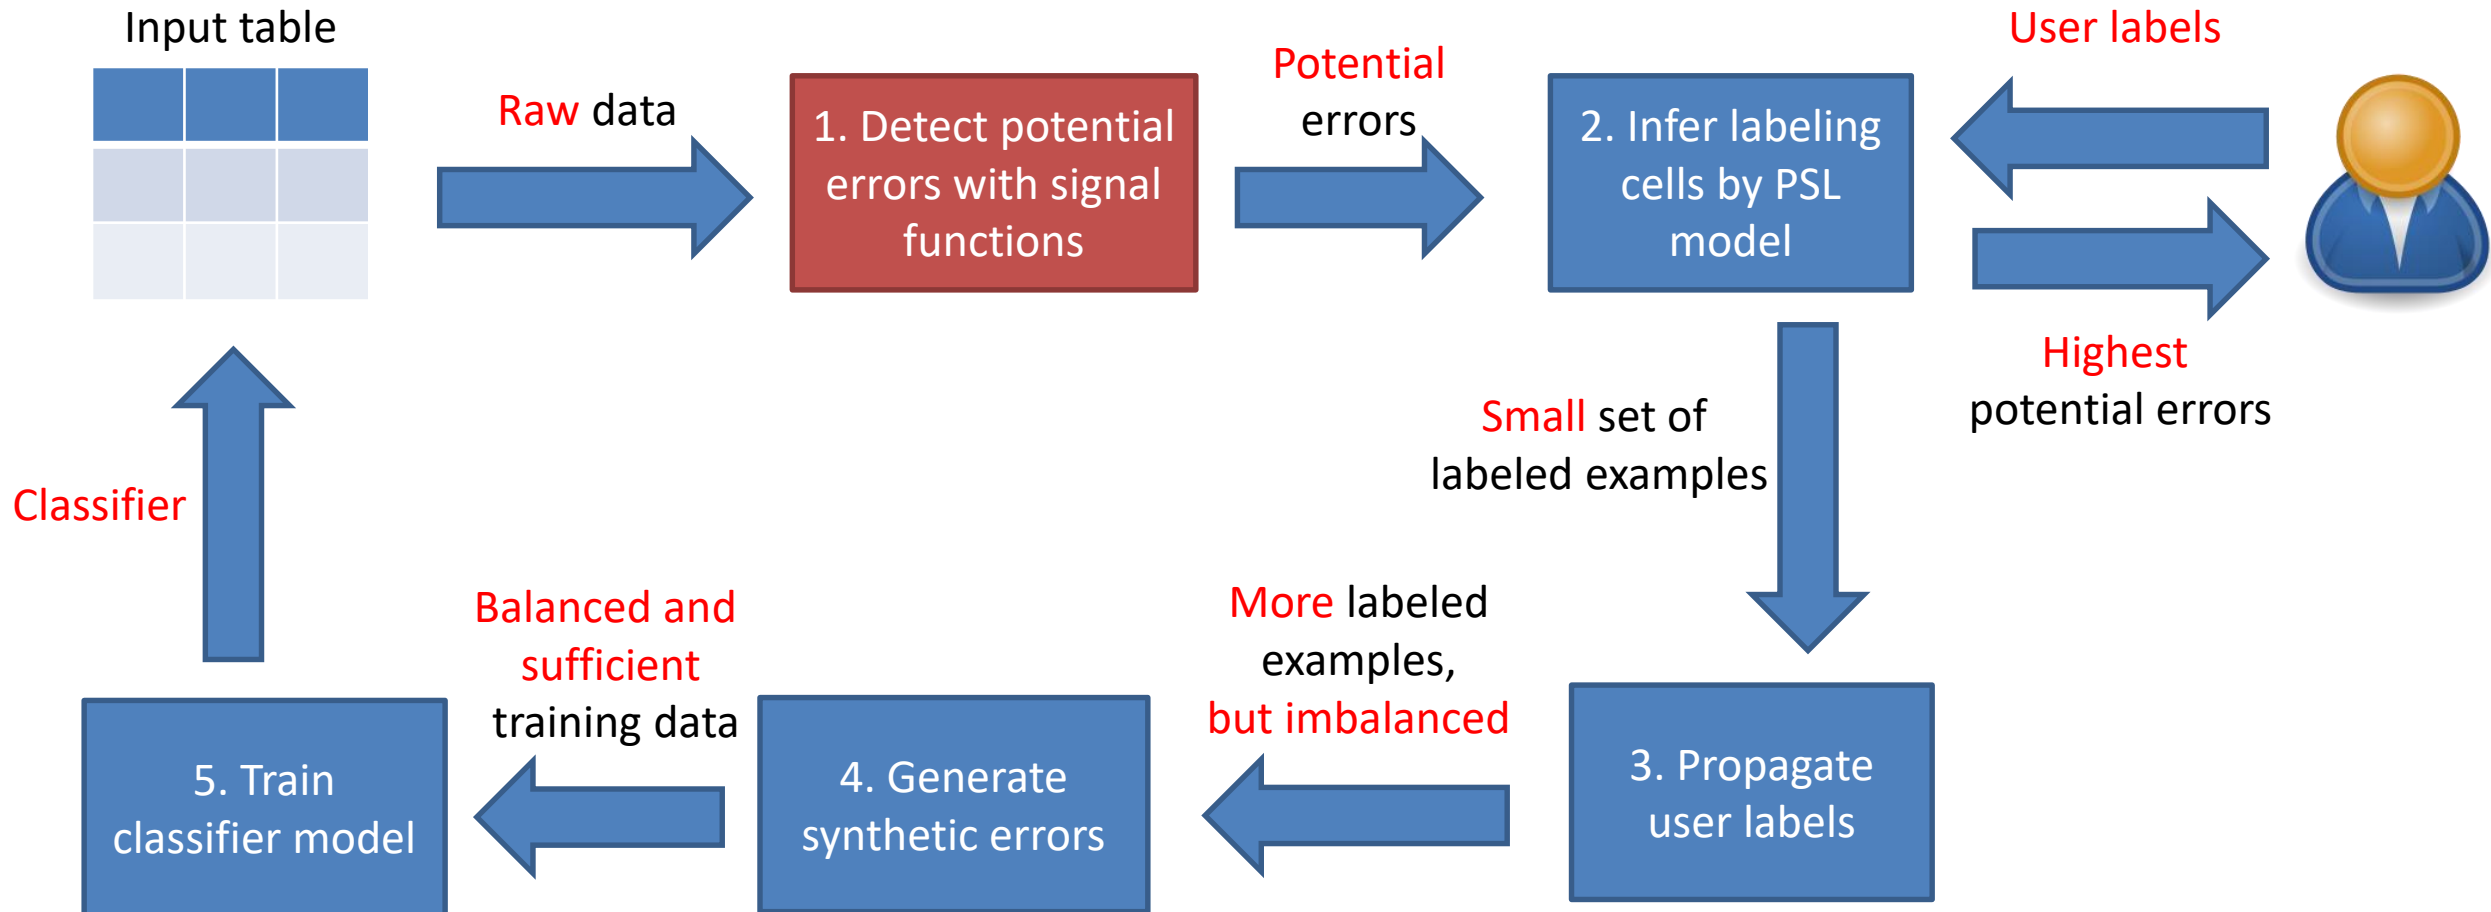 Input table
Raw data
1. Detect potential
errors with signal
functions
Potential
errors
2. Infer labeling
cells by PSL
model
User labels
Highest
potential errors
Small set of
labeled examples
3. Propagate
user labels
More labeled
examples,
but imbalanced
4. Generate
synthetic errors
Balanced and
sufficient
training data
5. Train
classifier model
Classifier